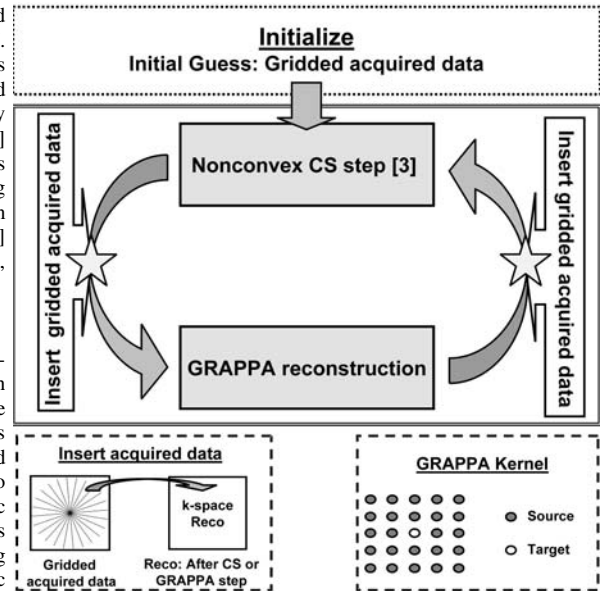 Initialize
Initial Guess: Gridded acquired data
Insert gridded acquired data
Nonconvex CS step [3]
Insert gridded acquired data
GRAPPA reconstruction
Insert acquired data
k-space
Reco
Gridded
acquired data
Reco: After CS or
GRAPPA step
GRAPPA Kernel
Source
Target